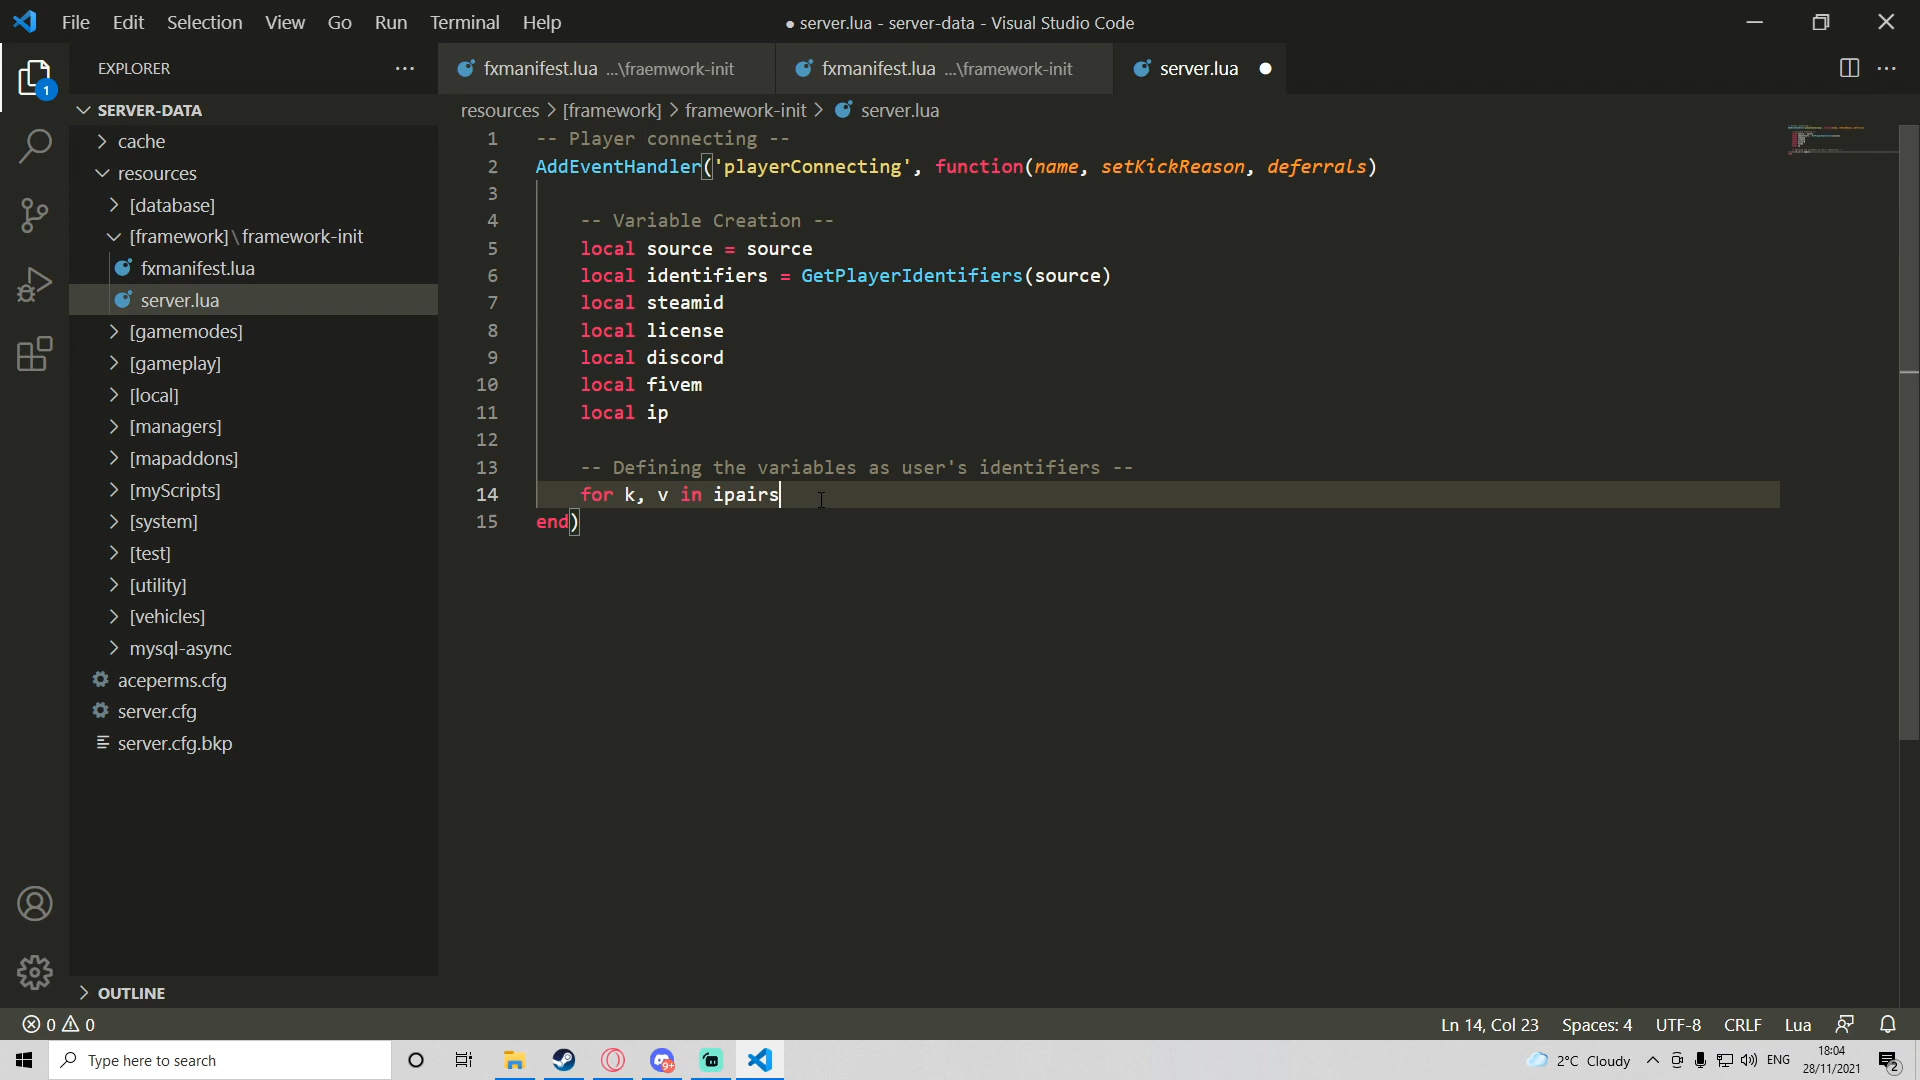 File Edit Selection View Go Run Terminal Help
● server.lua - server-data - Visual Studio Code
1
EXPLORER
SERVER-DATA
cache
resources
[database]
[framework]\framework-init
fxmanifest.lua
server.lua
[gamemodes]
[gameplay]
[local]
[managers]
[mapaddons]
[myScripts]
[system]
[test]
[utility]
[vehicles]
mysql-async
aceperms.cfg
server.cfg
server.cfg.bkp
OUTLINE
fxmanifest.lua ...\fraemwork-init
fxmanifest.lua ...\framework-init
server.lua ●
resources > [framework] > framework-init > server.lua
1 -- Player connecting --
2 AddEventHandler('playerConnecting', function(name, setKickReason, deferrals)
3
4 -- Variable Creation --
5 local source = source
6 local identifiers = GetPlayerIdentifiers(source)
7 local steamid
8 local license
9 local discord
10 local fivem
11 local ip
12
13 -- Defining the variables as user's identifiers --
14 for k, v in ipairs
15 end)
0 0
Ln 14, Col 23 Spaces: 4 UTF-8 CRLF Lua
Type here to search
9+
2°C Cloudy
ENG
18:04
28/11/2021
2